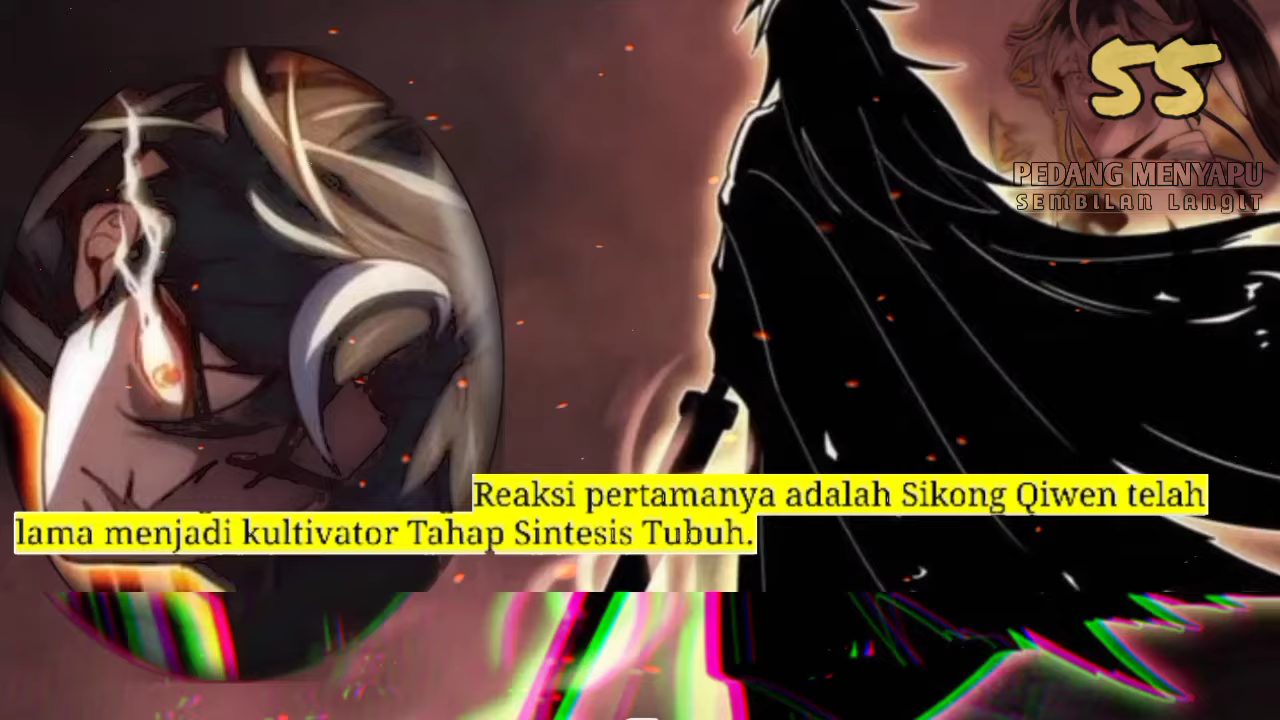 55
PEDANG MENYAPU
SEMBILAN LANGIT
Reaksi pertamanya adalah Sikong Qiwen telah
lama menjadi kultivator Tahap Sintesis Tubuh.